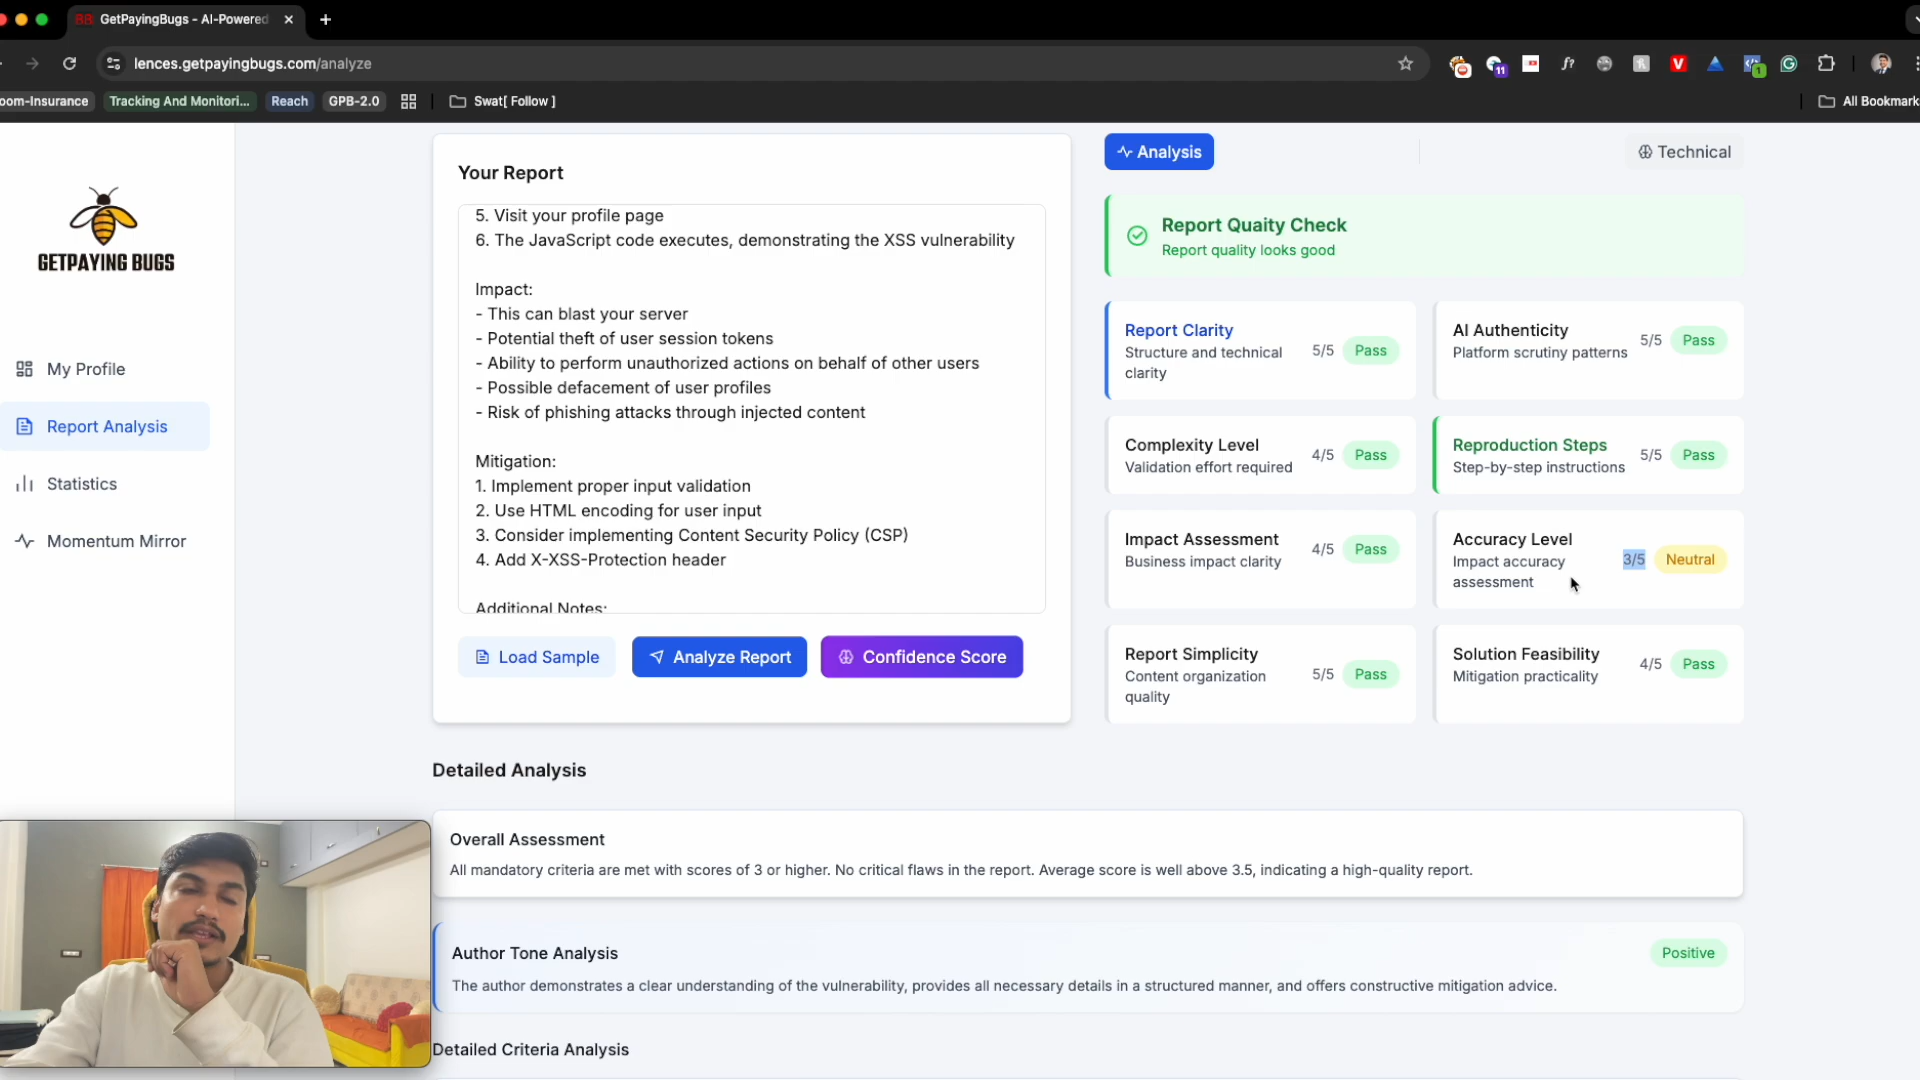 GetPayingBugs - AI-Powered
lences.getpayingbugs.com/analyze
11
1
oom-Insurance
Tracking And Monitori...
Reach
GPB-2.0
Swat[ Follow ]
All Bookmark
GETPAYING BUGS
My Profile
Report Analysis
Statistics
Momentum Mirror
Your Report
5. Visit your profile page
6. The JavaScript code executes, demonstrating the XSS vulnerability
Impact:
- This can blast your server
- Potential theft of user session tokens
- Ability to perform unauthorized actions on behalf of other users
- Possible defacement of user profiles
- Risk of phishing attacks through injected content
Mitigation:
1. Implement proper input validation
2. Use HTML encoding for user input
3. Consider implementing Content Security Policy (CSP)
4. Add X-XSS-Protection header
Additional Notes:
Load Sample
Analyze Report
Confidence Score
Analysis
Technical
Report Quaity Check
Report quality looks good
Report Clarity
Structure and technical
clarity
5/5
Pass
AI Authenticity
Platform scrutiny patterns
5/5
Pass
Complexity Level
Validation effort required
4/5
Pass
Reproduction Steps
Step-by-step instructions
5/5
Pass
Impact Assessment
Business impact clarity
4/5
Pass
Accuracy Level
Impact accuracy
assessment
3/5
Neutral
Report Simplicity
Content organization
quality
5/5
Pass
Solution Feasibility
Mitigation practicality
4/5
Pass
Detailed Analysis
Overall Assessment
All mandatory criteria are met with scores of 3 or higher. No critical flaws in the report. Average score is well above 3.5, indicating a high-quality report.
Author Tone Analysis
Positive
The author demonstrates a clear understanding of the vulnerability, provides all necessary details in a structured manner, and offers constructive mitigation advice.
Detailed Criteria Analysis